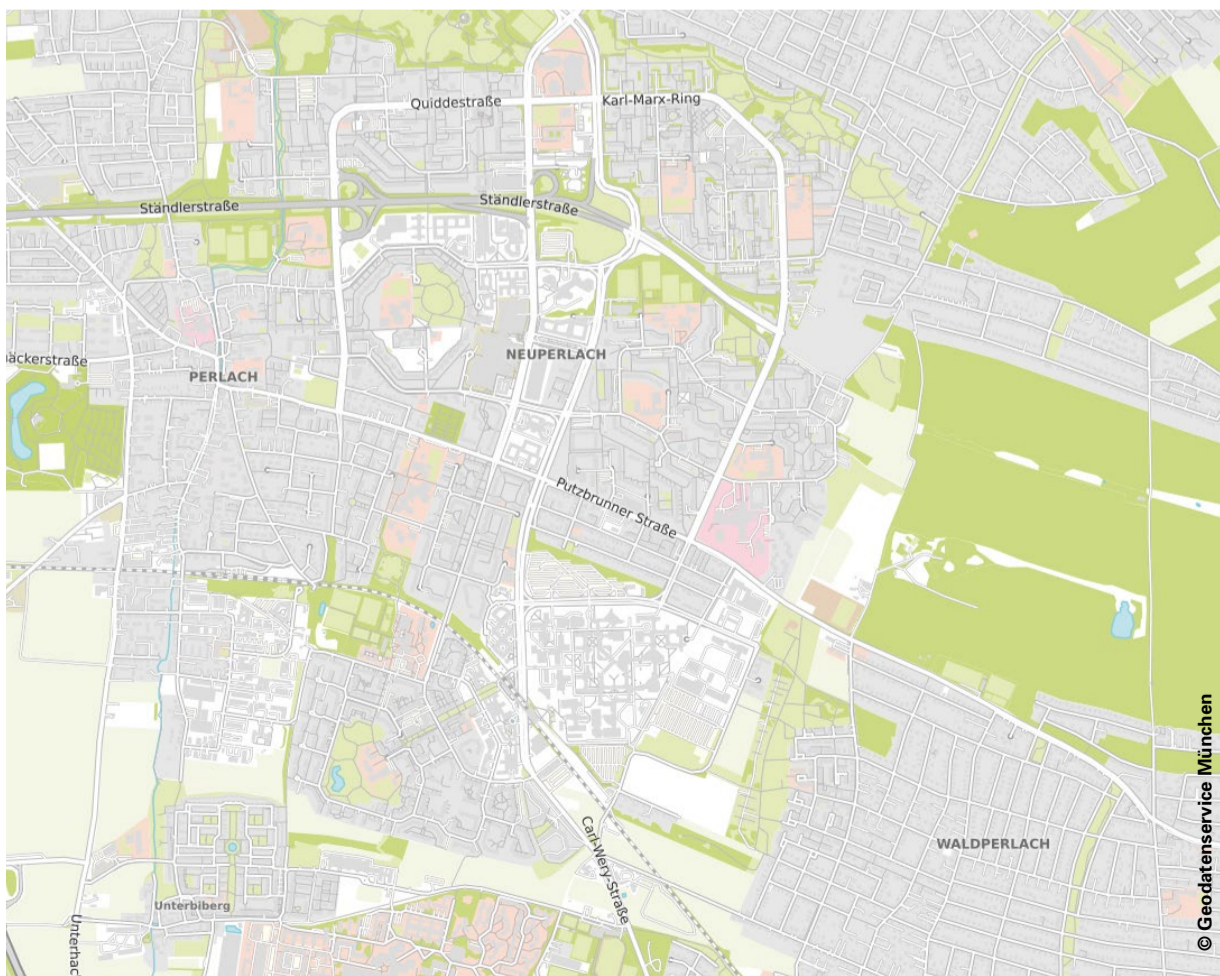 Quiddestraße
Karl-Marx-Ring
Ständlerstraße
Ständlerstraße
NEUPERLACH
äckerstraße
PERLACH
Putzbrunner Straße
WALDPERLACH
Carl-Wery-Straße
Unterbiberg
Unterhac
© Geodatenservice München